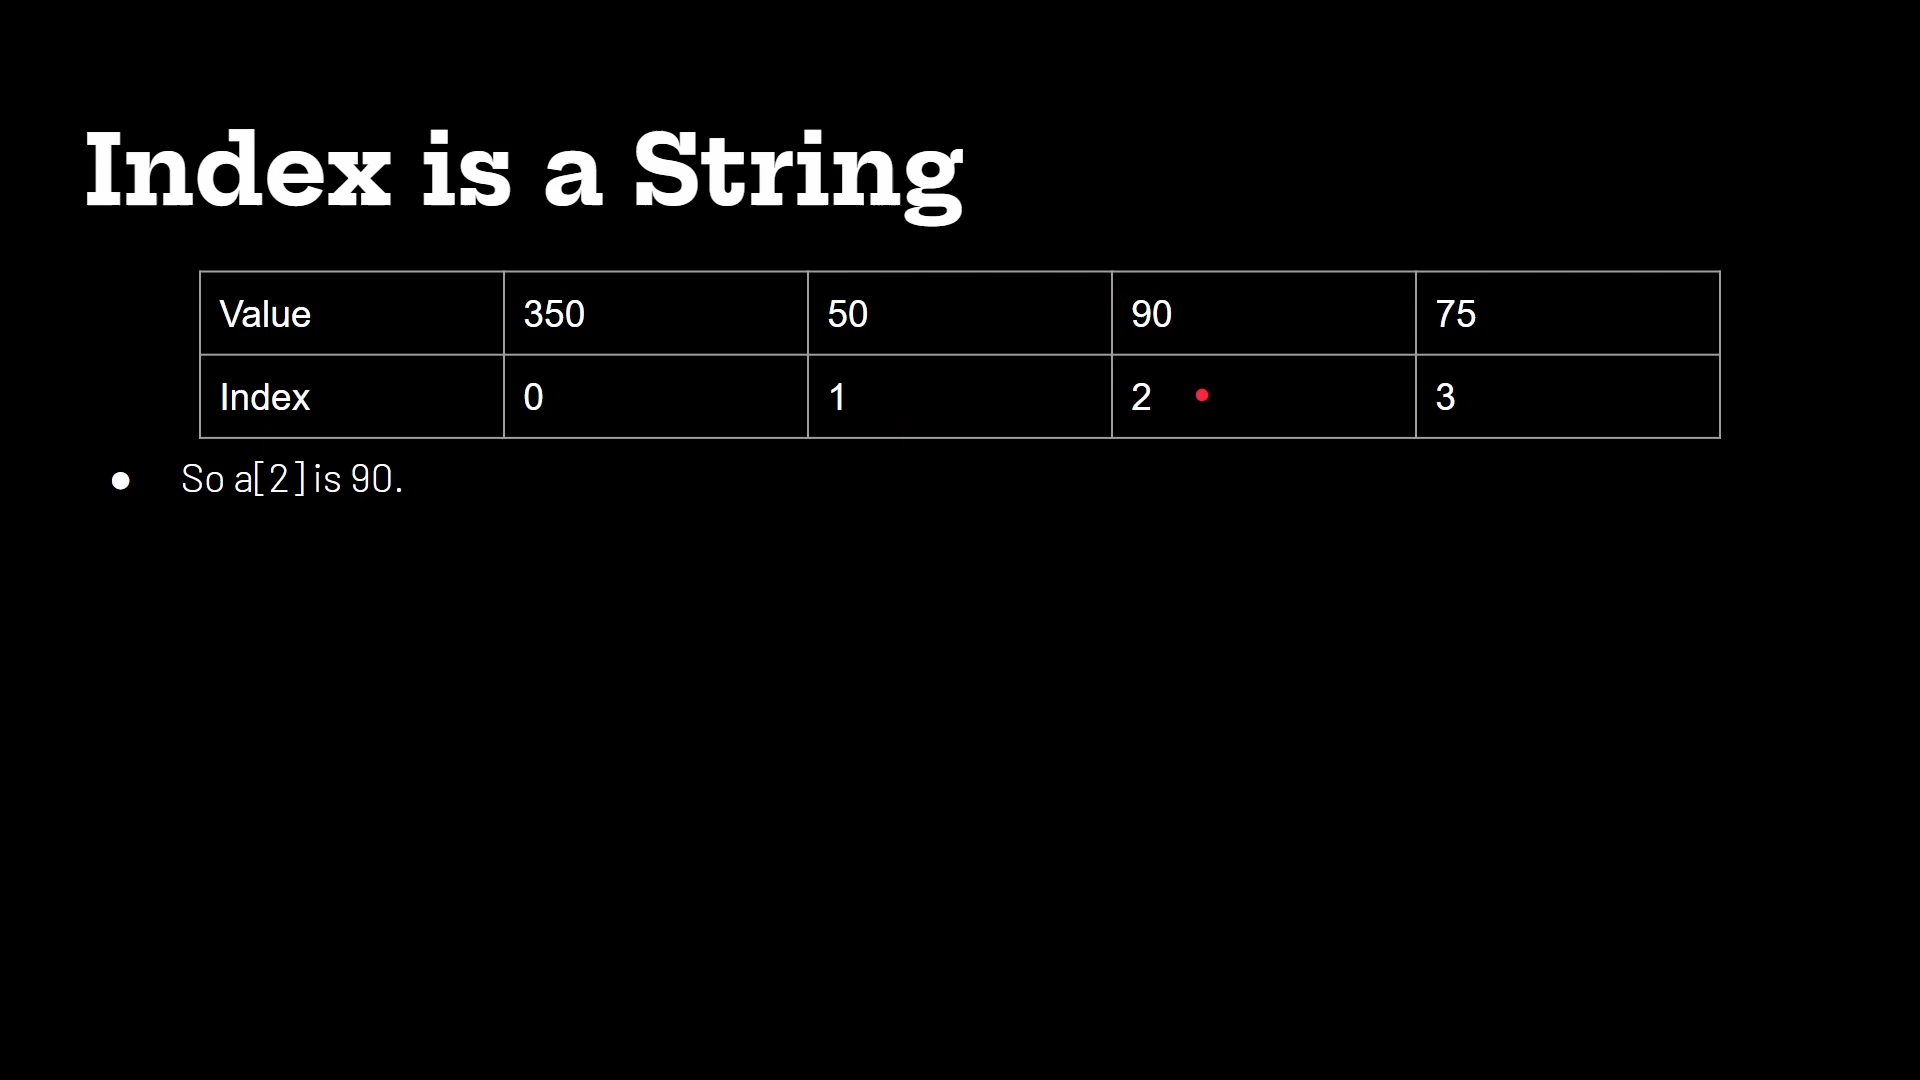 Index is a String
Value 350 50 90 75
Index 0 1 2 3
● So a[2] is 90.